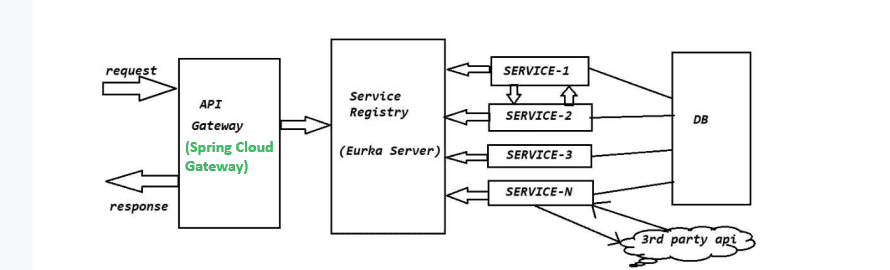 request
API
Gateway
(Spring Cloud
Gateway)
response
Service
Registry
(Eurka Server)
SERVICE-1
SERVICE-2
SERVICE-3
SERVICE-N
DB
3rd party api